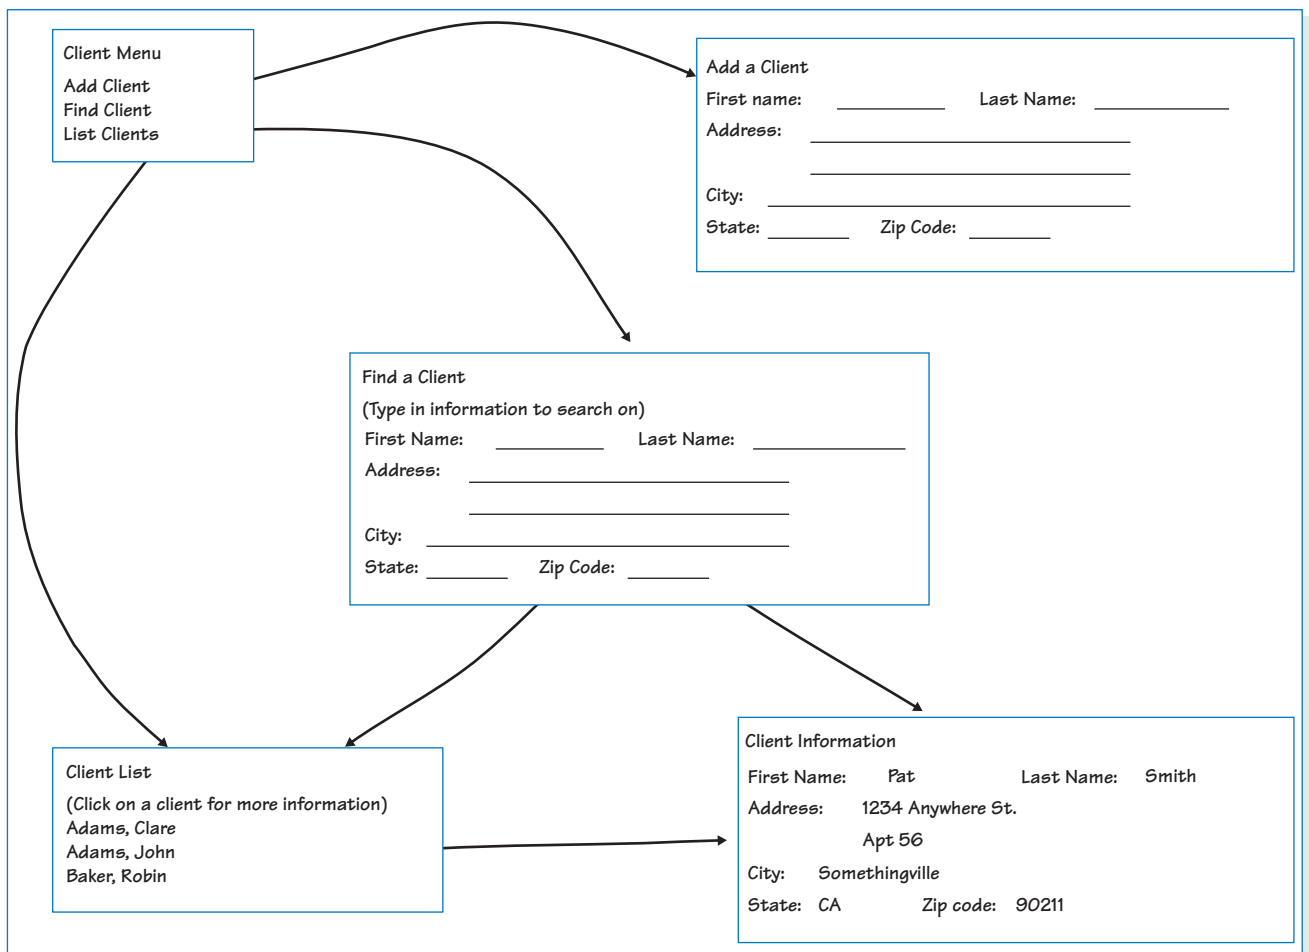 Client Menu
Add Client
Find Client
List Clients
Add a Client
First name: Last Name:
Address:
City:
State: Zip Code:
Find a Client
(Type in information to search on)
First Name: Last Name:
Address:
City:
State: Zip Code:
Client List
(Click on a client for more information)
Adams, Clare
Adams, John
Baker, Robin
Client Information
First Name: Pat Last Name: Smith
Address: 1234 Anywhere St.
Apt 56
City: Somethingville
State: CA Zip code: 90211